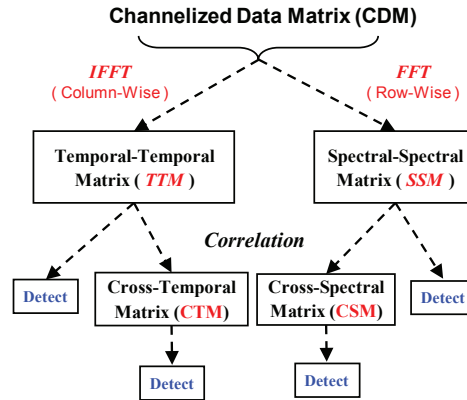 Channelized Data Matrix (CDM)
IFFT
( Column-Wise )
FFT
( Row-Wise )
Temporal-Temporal
Matrix ( TTM )
Spectral-Spectral
Matrix ( SSM )
Correlation
Detect
Cross-Temporal
Matrix (CTM)
Cross-Spectral
Matrix (CSM)
Detect
Detect
Detect